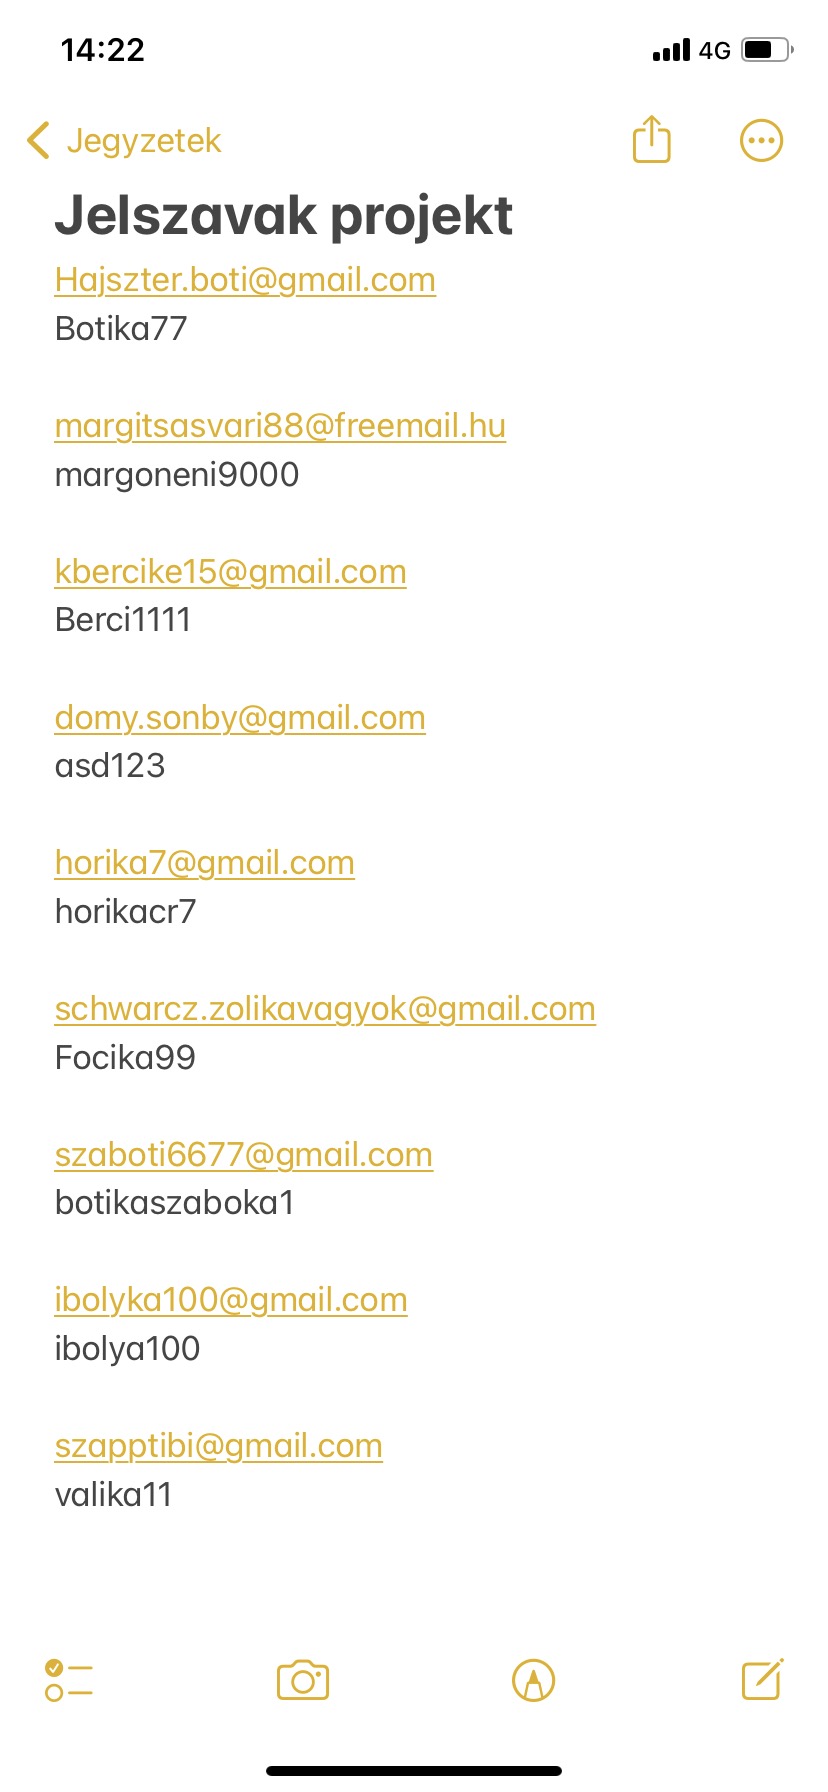 14:22
4G
Jegyzetek
Jelszavak projekt
Hajszter.boti@gmail.com
Botika77
margitsasvari88@freemail.hu
margoneni9000
kbercike15@gmail.com
Berci1111
domy.sonby@gmail.com
asd123
horika7@gmail.com
horikacr7
schwarcz.zolikavagyok@gmail.com
Focika99
szaboti6677@gmail.com
botikaszaboka1
ibolyka100@gmail.com
ibolya100
szapptibi@gmail.com
valika11